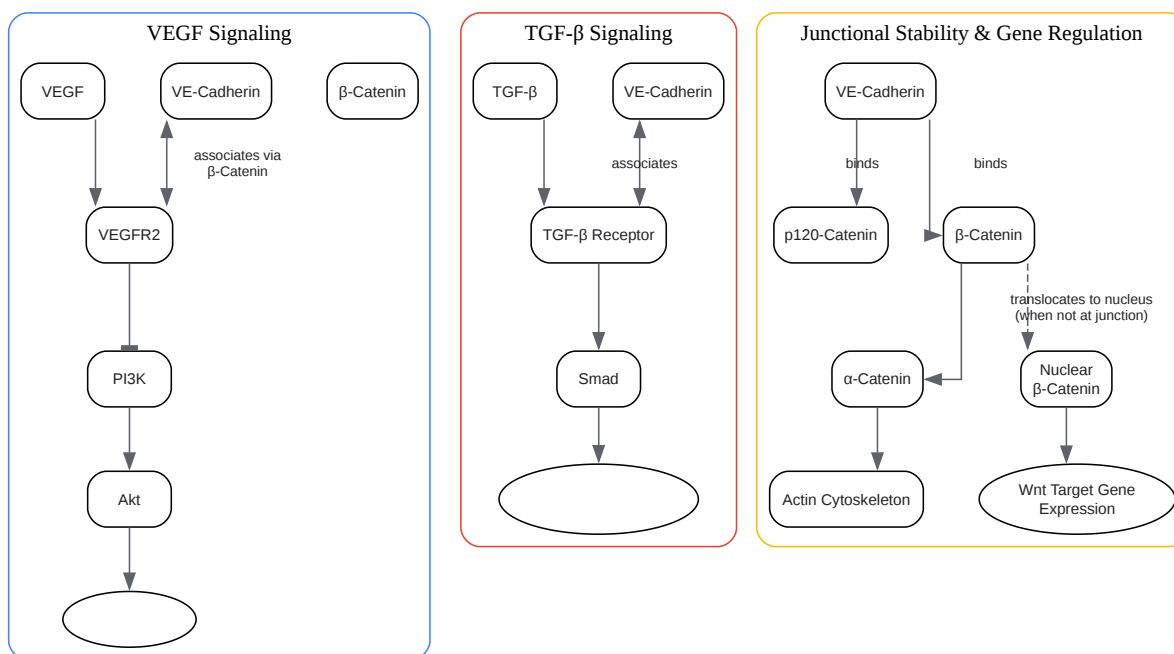 VEGF Signaling
VEGF
VE-Cadherin
β-Catenin
associates via
β-Catenin
VEGFR2
PI3K
Akt
TGF-β Signaling
TGF-β
VE-Cadherin
associates
TGF-β Receptor
Smad
Junctional Stability & Gene Regulation
VE-Cadherin
binds
binds
p120-Catenin
β-Catenin
translocates to nucleus
(when not at junction)
α-Catenin
Nuclear
β-Catenin
Actin Cytoskeleton
Wnt Target Gene
Expression